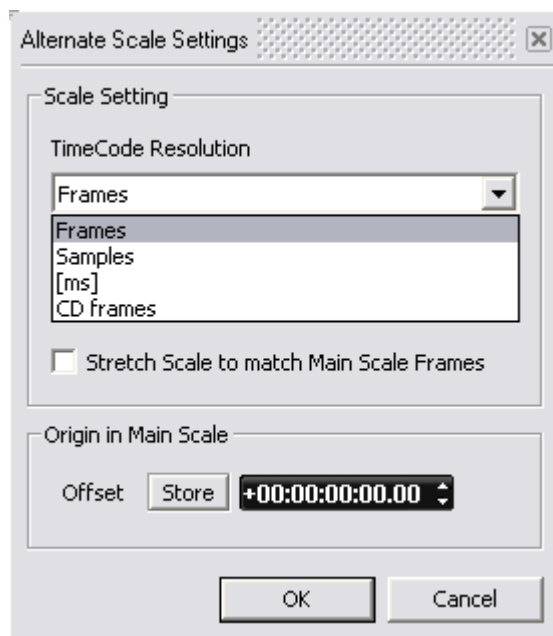 Alternate Scale Settings
Scale Setting
TimeCode Resolution
Frames
Frames
Samples
[ms]
CD frames
Stretch Scale to match Main Scale Frames
Origin in Main Scale
Offset Store +00:00:00:00.00
OK Cancel